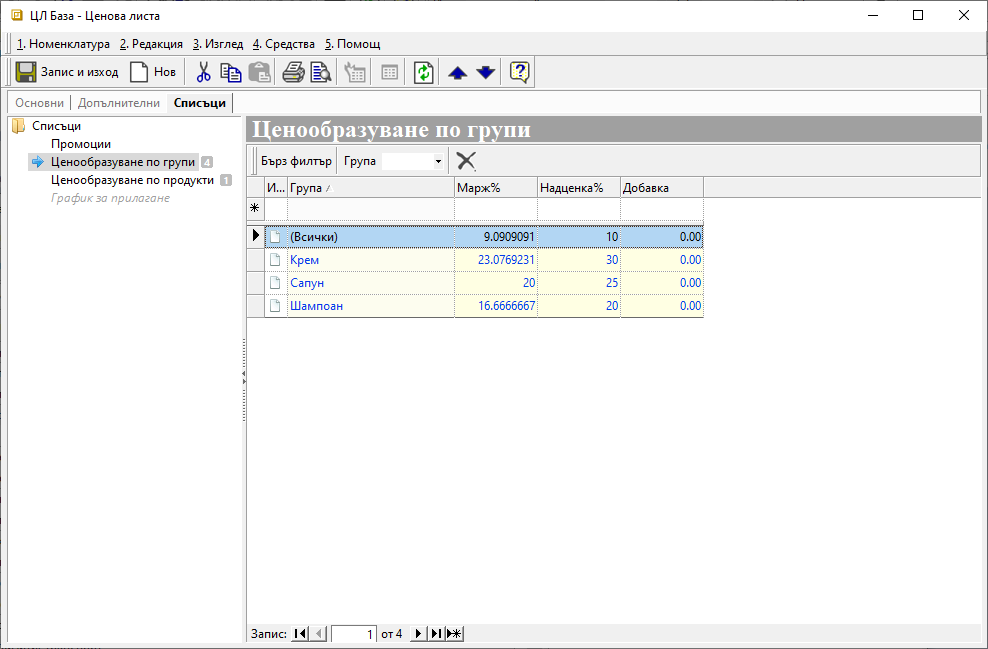 ЦЛ База - Ценова листа
1. Номенклатура 2. Редакция 3. Изглед 4. Средства 5. Помощ
Запис и изход Нов
Основни Допълнителни Списъци
Списъци
Промоции
Ценообразуване по групи 4
Ценообразуване по продукти 1
График за прилагане
Ценообразуване по групи
Бърз филтър Група
И... Група Марж% Надценка% Добавка
(Всички) 9.0909091 10 0.00
Крем 23.0769231 30 0.00
Сапун 20 25 0.00
Шампоан 16.6666667 20 0.00
Запис: 1 от 4